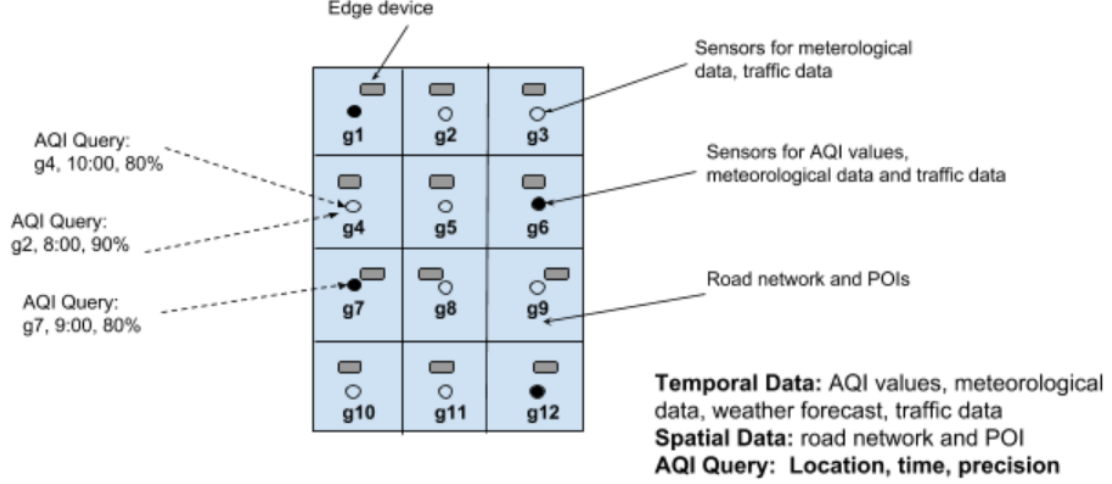 Edge device
Sensors for meterological
data, traffic data
AQI Query:
g4, 10:00, 80%
AQI Query:
g2, 8:00, 90%
AQI Query:
g7, 9:00, 80%
g1
g2
g3
g4
g5
g6
g7
g8
g9
g10
g11
g12
Sensors for AQI values,
meteorological data and traffic data
Road network and POIs
Temporal Data: AQI values, meteorological
data, weather forecast, traffic data
Spatial Data: road network and POI
AQI Query: Location, time, precision